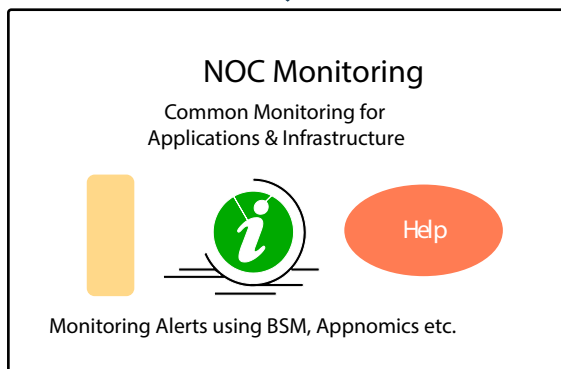 NOC Monitoring
Common Monitoring for
Applications & Infrastructure
i
Help
Monitoring Alerts using BSM, Appnomics etc.